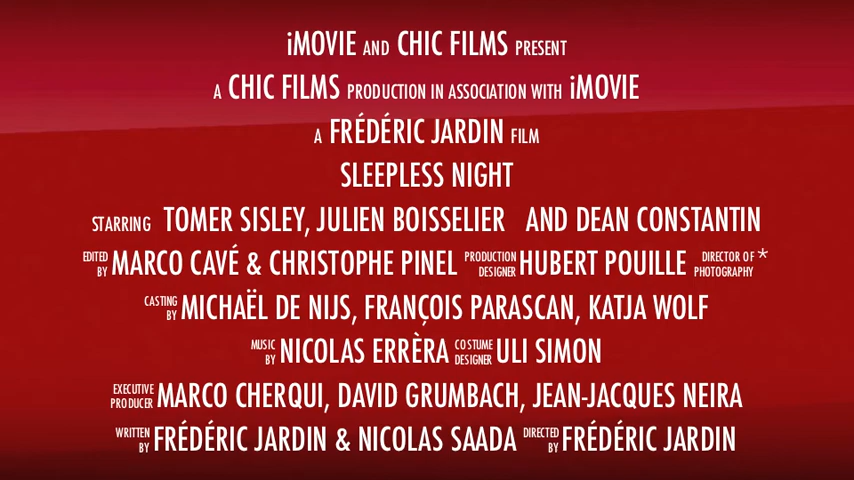 iMOVIE AND CHIC FILMS PRESENT
A CHIC FILMS PRODUCTION IN ASSOCIATION WITH iMOVIE
A FRÉDÉRIC JARDIN FILM
SLEEPLESS NIGHT
STARRING TOMER SISLEY, JULIEN BOISSELIER AND DEAN CONSTANTIN
EDITED BY MARCO CAVÉ & CHRISTOPHE PINEL PRODUCTION DESIGNER HUBERT POUILLE DIRECTOR OF PHOTOGRAPHY *
CASTING BY MICHAËL DE NIJS, FRANÇOIS PARASCAN, KATJA WOLF
MUSIC BY NICOLAS ERRÈRA COSTUME DESIGNER ULI SIMON
EXECUTIVE PRODUCER MARCO CHERQUI, DAVID GRUMBACH, JEAN-JACQUES NEIRA
WRITTEN BY FRÉDÉRIC JARDIN & NICOLAS SAADA DIRECTED BY FRÉDÉRIC JARDIN